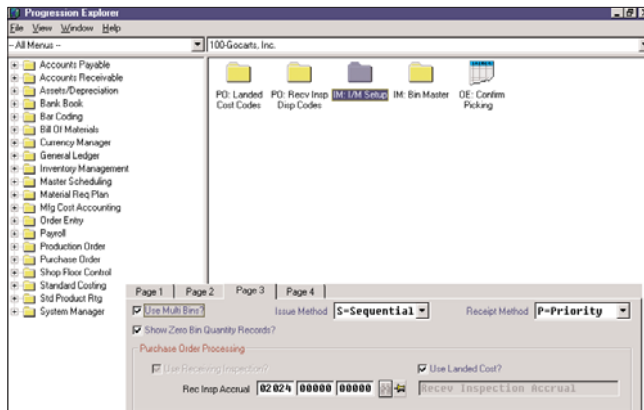 Progression Explorer
File View Window Help
-- All Menus --
100-Gocarts, Inc.
Accounts Payable
Accounts Receivable
Assets/Depreciation
Bank Book
Bar Coding
Bill Of Materials
Currency Manager
General Ledger
Inventory Management
Master Scheduling
Material Req Plan
Mfg Cost Accounting
Order Entry
Payroll
Production Order
Purchase Order
Shop Floor Control
Standard Costing
Std Product Rtg
System Manager
PO: Landed
Cost Codes
PO: Recv Insp
Disp Codes
IM: I/M Setup
IM: Bin Master
OE: Confirm
Picking
Page 1 Page 2 Page 3 Page 4
Use Multi Bins? Issue Method S=Sequential Receipt Method P=Priority
Show Zero Bin Quantity Records?
Purchase Order Processing
Use Receiving Inspection? Use Landed Cost?
Rec Insp Accrual 02024 00000 00000 Recev Inspection Accrual